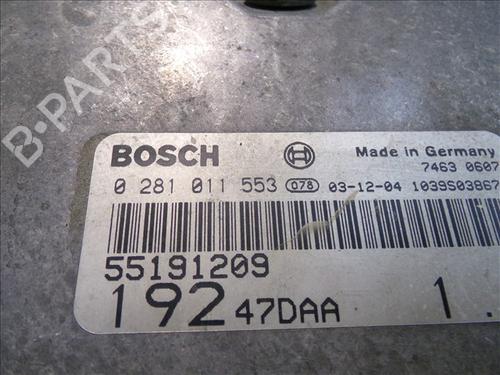 B-PARTS
BOSCH
Made in Germany
7463 0607
0 281 011 553 078 03-12-04 1039S03867
55191209
192 47DAA 1.